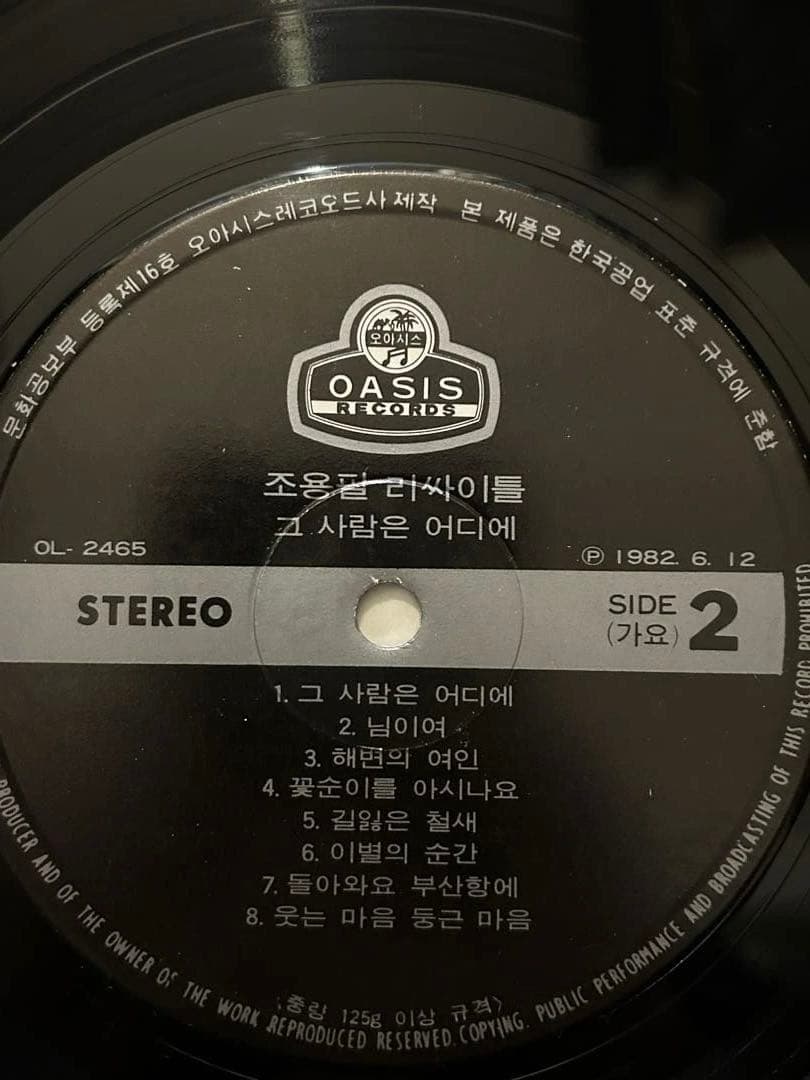 문화공보부 등록제16호 오아시스레코오드사 제작 본 제품은 한국공업 표준 규격에 준함
오아시스
OASIS
RECORDS
조용필 리싸이틀
그 사람은 어디에
OL- 2465
Ⓟ 1982. 6. 12
STEREO
SIDE 2
(가요)
1. 그 사람은 어디에
2. 님이여
3. 해변의 여인
4. 꽃순이를 아시나요
5. 길잃은 철새
6. 이별의 순간
7. 돌아와요 부산항에
8. 웃는 마음 둥근 마음
〈중량 125g 이상 규격〉
PRODUCER AND OF THE OWNER OF THE WORK REPRODUCED RESERVED. COPYING. PUBLIC PERFORMANCE AND BROADCASTING OF THIS RECORD PROHIBITED